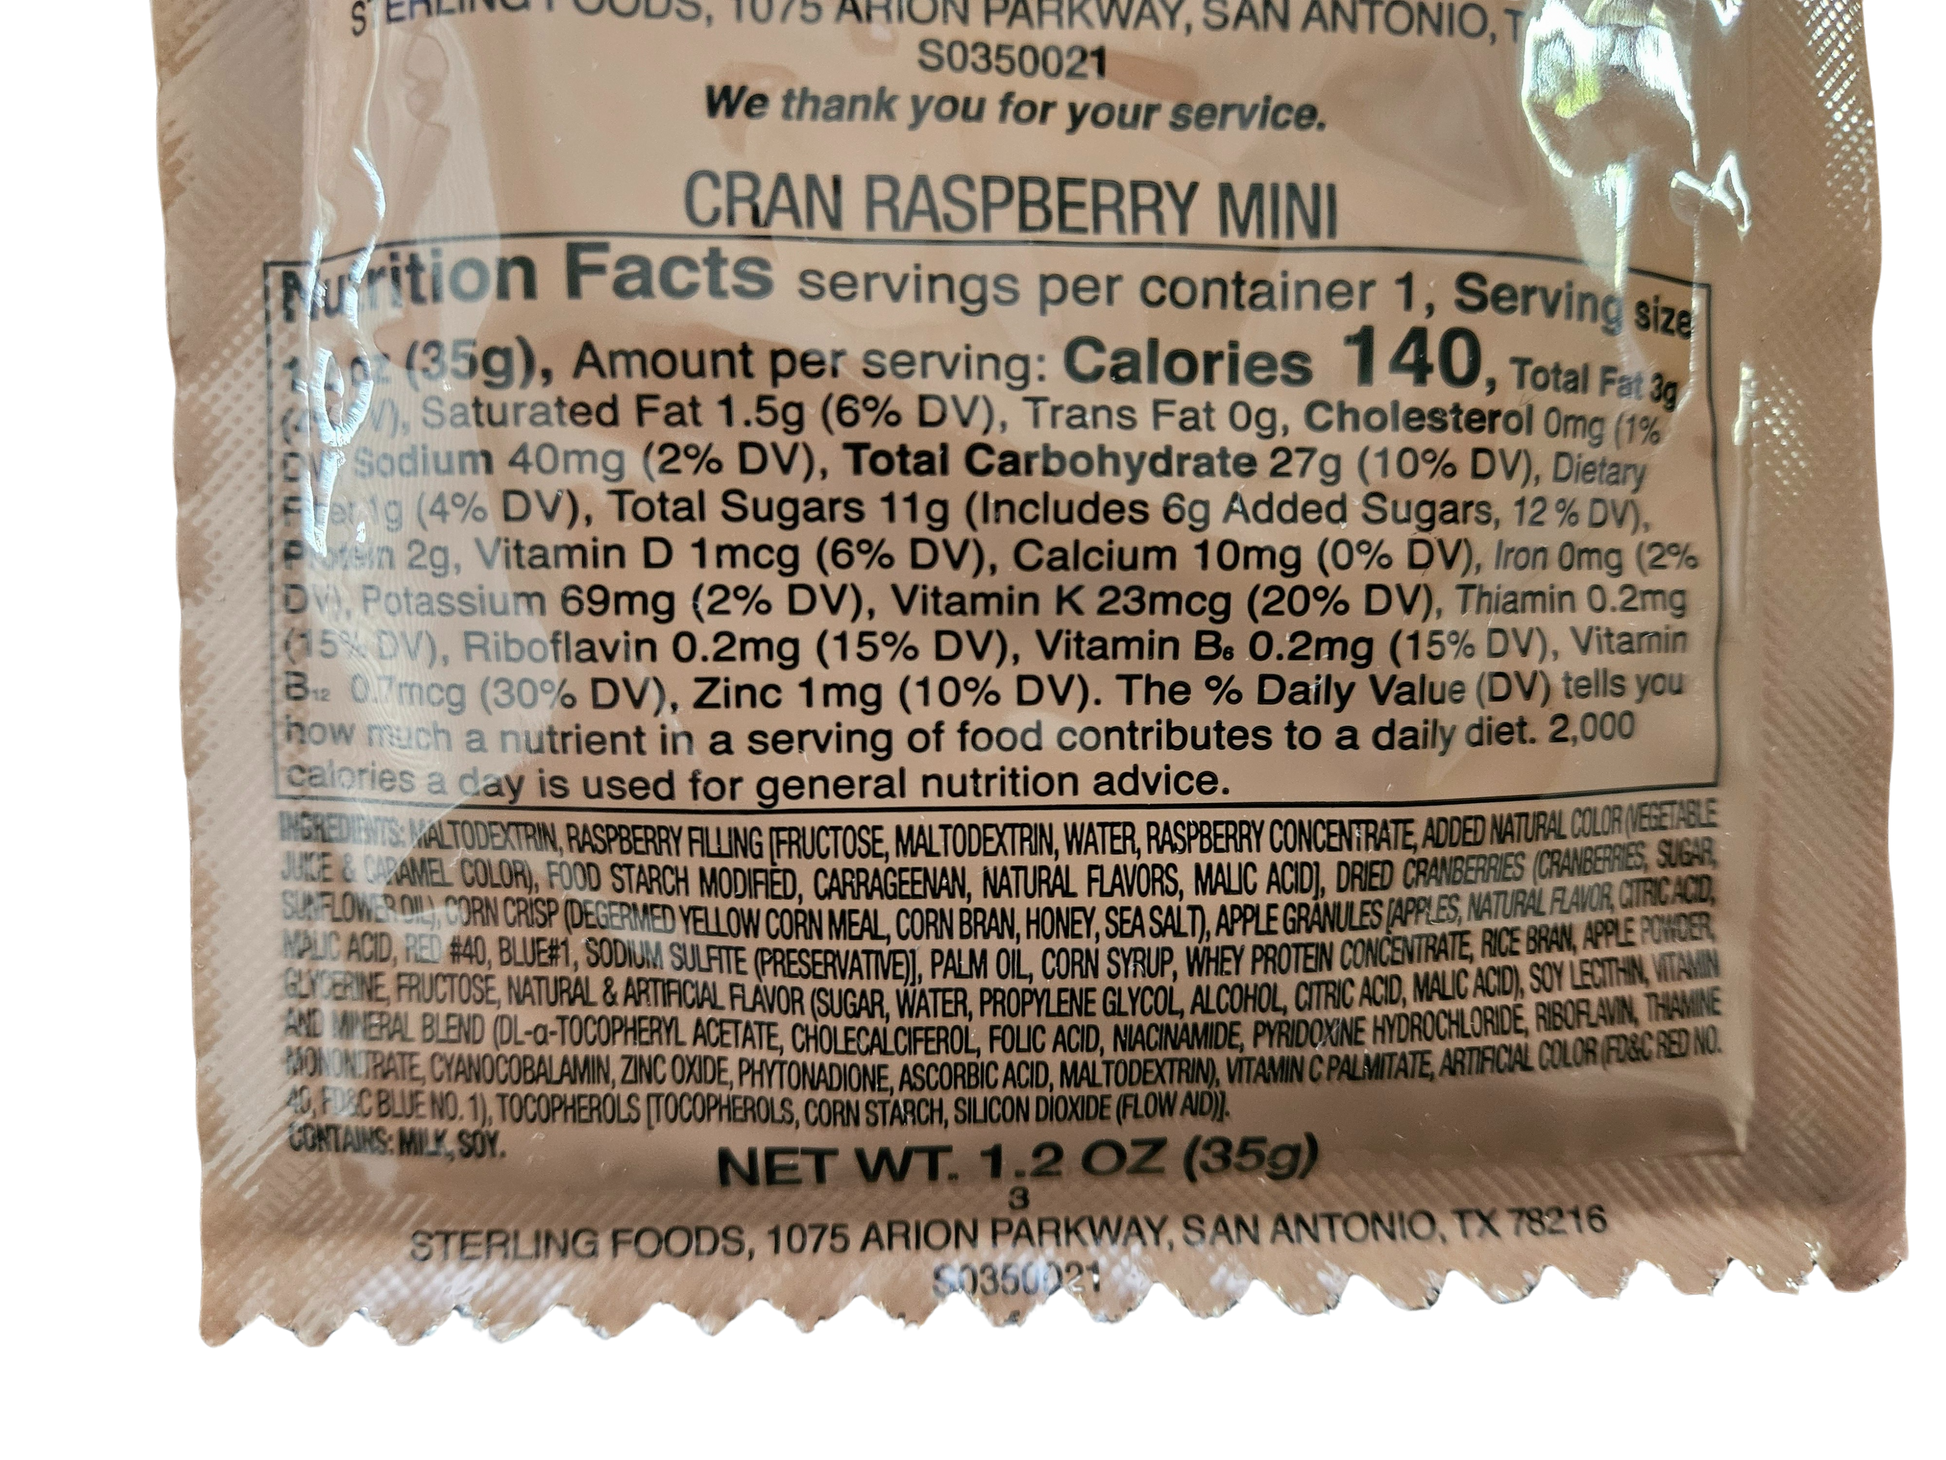 STERLING FOODS, 1075 ARION PARKWAY, SAN ANTONIO, T
S0350021
We thank you for your service.
CRAN RASPBERRY MINI
Nutrition Facts servings per container 1, Serving size
(35g), Amount per serving: Calories 140, Total Fat 3g
Saturated Fat 1.5g (6% DV), Trans Fat 0g, Cholesterol 0mg (1%
Sodium 40mg (2% DV), Total Carbohydrate 27g (10% DV), Dietary
Fiber 1g (4% DV), Total Sugars 11g (Includes 6g Added Sugars, 12% DV),
Protein 2g, Vitamin D 1mcg (6% DV), Calcium 10mg (0% DV), Iron 0mg (2%
DV), Potassium 69mg (2% DV), Vitamin K 23mcg (20% DV), Thiamin 0.2mg
(15% DV), Riboflavin 0.2mg (15% DV), Vitamin B₆ 0.2mg (15% DV), Vitamin
B₁₂ 0.7mcg (30% DV), Zinc 1mg (10% DV). The % Daily Value (DV) tells you
how much a nutrient in a serving of food contributes to a daily diet. 2,000
calories a day is used for general nutrition advice.
INGREDIENTS: MALTODEXTRIN, RASPBERRY FILLING [FRUCTOSE, MALTODEXTRIN, WATER, RASPBERRY CONCENTRATE, ADDED NATURAL COLOR (VEGETABLE
JUICE & CARAMEL COLOR), FOOD STARCH MODIFIED, CARRAGEENAN, NATURAL FLAVORS, MALIC ACID], DRIED CRANBERRIES (CRANBERRIES, SUGAR,
SUNFLOWER OIL), CORN CRISP (DEGERMED YELLOW CORN MEAL, CORN BRAN, HONEY, SEA SALT), APPLE GRANULES [APPLES, NATURAL FLAVOR, CITRIC ACID,
MALIC ACID, RED #40, BLUE#1, SODIUM SULFITE (PRESERVATIVE)], PALM OIL, CORN SYRUP, WHEY PROTEIN CONCENTRATE, RICE BRAN, APPLE POWDER,
GLYCERINE, FRUCTOSE, NATURAL & ARTIFICIAL FLAVOR (SUGAR, WATER, PROPYLENE GLYCOL, ALCOHOL, CITRIC ACID, MALIC ACID), SOY LECITHIN, VITAMIN
AND MINERAL BLEND (DL-α-TOCOPHERYL ACETATE, CHOLECALCIFEROL, FOLIC ACID, NIACINAMIDE, PYRIDOXINE HYDROCHLORIDE, RIBOFLAVIN, THIAMINE
MONONITRATE, CYANOCOBALAMIN, ZINC OXIDE, PHYTONADIONE, ASCORBIC ACID, MALTODEXTRIN), VITAMIN C PALMITATE, ARTIFICIAL COLOR (FD&C RED NO.
40, FD&C BLUE NO. 1), TOCOPHEROLS [TOCOPHEROLS, CORN STARCH, SILICON DIOXIDE (FLOW AID)].
CONTAINS: MILK, SOY.
NET WT. 1.2 OZ (35g)
3
STERLING FOODS, 1075 ARION PARKWAY, SAN ANTONIO, TX 78216
S0350021